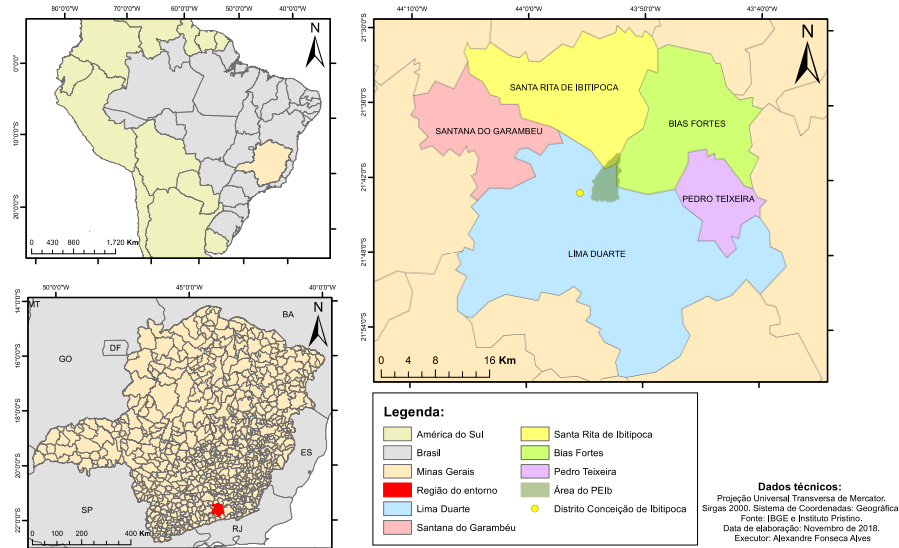 80°0'0"O 70°0'0"O 60°0'0"O 50°0'0"O 40°0'0"O
0°0'0"
10°0'0"S
20°0'0"S
N
0 430 860 1.720 Km
50°0'0"O 45°0'0"O 40°0'0"O
14°0'0"S
16°0'0"S
18°0'0"S
20°0'0"S
22°0'0"S
MT
BA
N
DF
GO
ES
SP
RJ
0 100 200 400 Km
44°10'0"O 44°0'0"O 43°50'0"O 43°40'0"O
21°30'0"S
21°36'0"S
21°42'0"S
21°48'0"S
21°54'0"S
N
SANTA RITA DE IBITIPOCA
BIAS FORTES
SANTANA DO GARAMBEU
PEDRO TEIXEIRA
LIMA DUARTE
0 4 8 16 Km
Legenda:
América do Sul
Brasil
Minas Gerais
Região do entorno
Lima Duarte
Santana do Garambéu
Santa Rita de Ibitipoca
Bias Fortes
Pedro Teixeira
Área do PEIb
Distrito Conceição de Ibitipoca
Dados técnicos:
Projeção Universal Transversa de Mercator.
Sirgas 2000. Sistema de Coordenadas: Geográfica
Fonte: IBGE e Instituto Pristino.
Data de elaboração: Novembro de 2018.
Executor: Alexandre Fonseca Alves